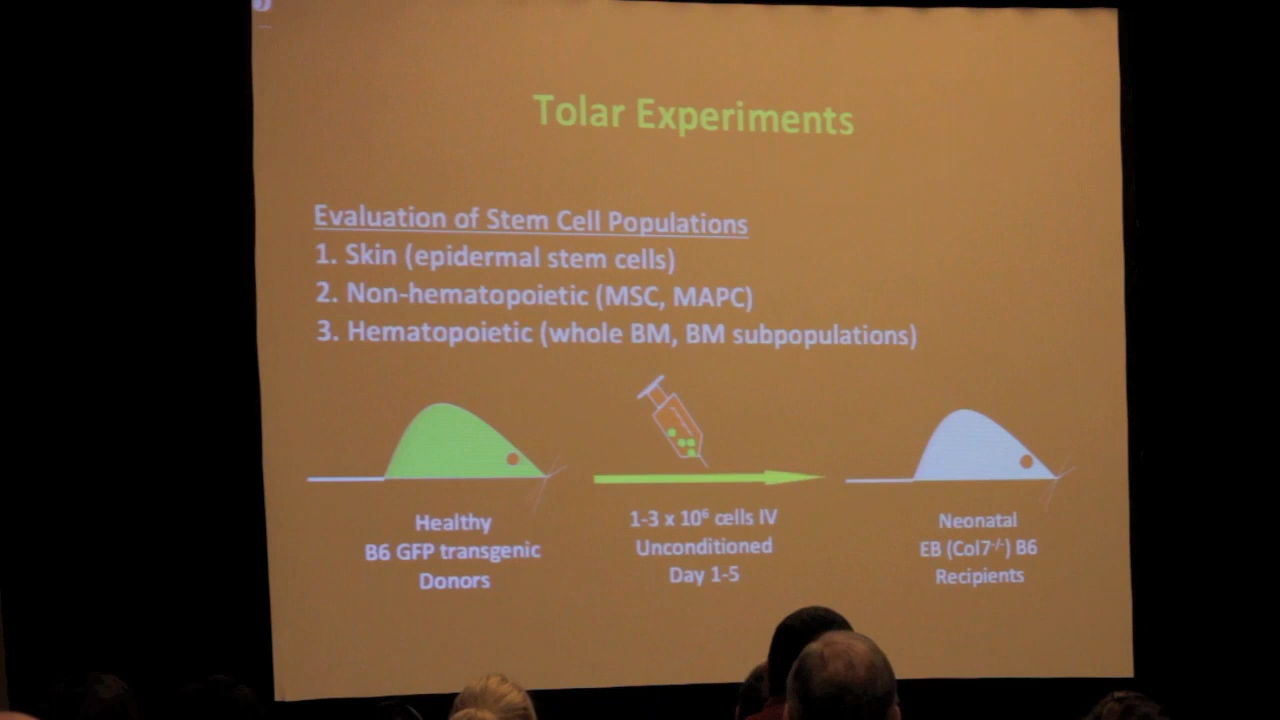 Tolar Experiments
Evaluation of Stem Cell Populations
1. Skin (epidermal stem cells)
2. Non-hematopoietic (MSC, MAPC)
3. Hematopoietic (whole BM, BM subpopulations)
Healthy
B6 GFP transgenic
Donors
1-3 x 10⁶ cells IV
Unconditioned
Day 1-5
Neonatal
EB (Col7⁻/⁻) B6
Recipients